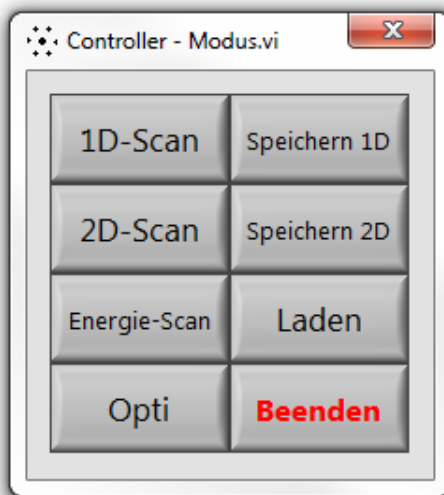 Controller - Modus.vi
1D-Scan
Speichern 1D
2D-Scan
Speichern 2D
Energie-Scan
Laden
Opti
Beenden